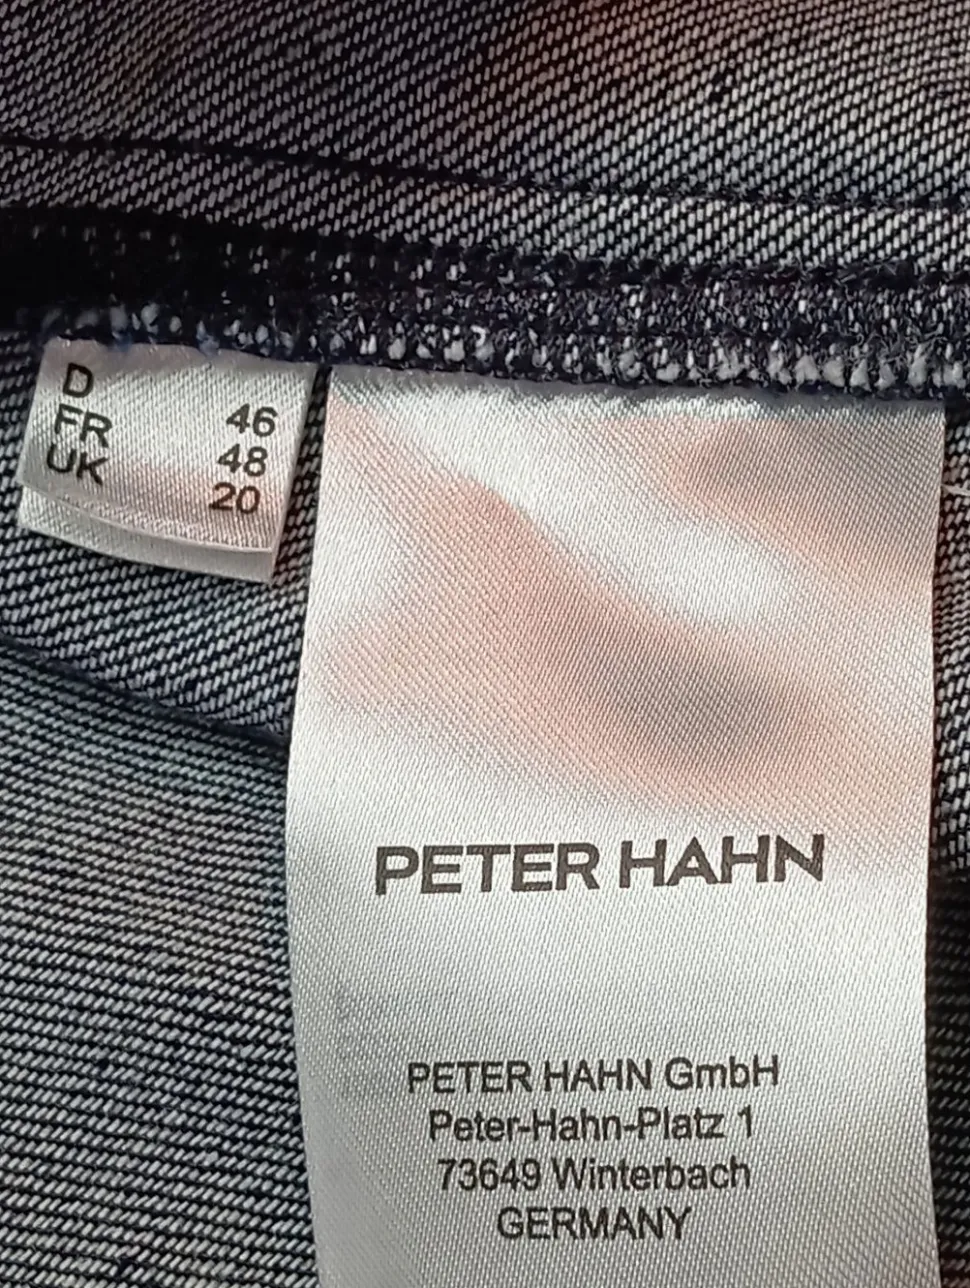 D 46
FR 48
UK 20
PETER HAHN
PETER HAHN GmbH
Peter-Hahn-Platz 1
73649 Winterbach
GERMANY